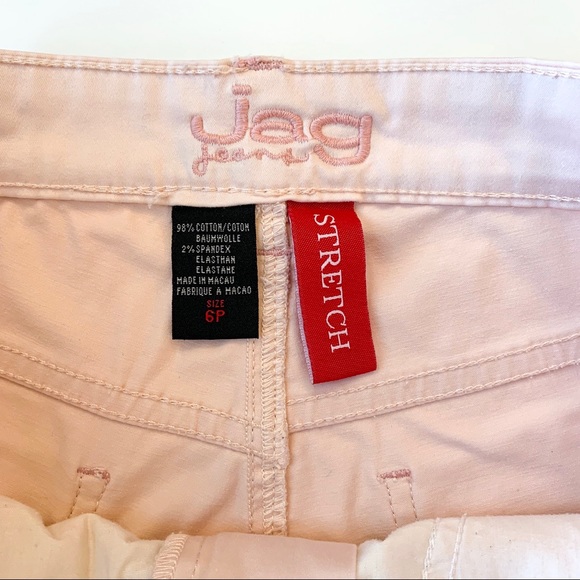 jag
jeans
98% COTTON/COTON
BAUMWOLLE
2% SPANDEX
ELASTHAN
ELASTANE
MADE IN MACAU
FABRIQUE A MACAO
SIZE
6P
STRETCH